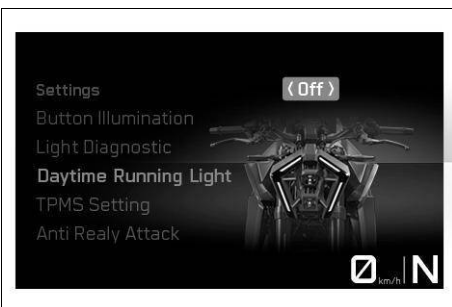 Settings
‹ Off ›
Button Illumination
Light Diagnostic
Daytime Running Light
TPMS Setting
Anti Realy Attack
0 km/h N